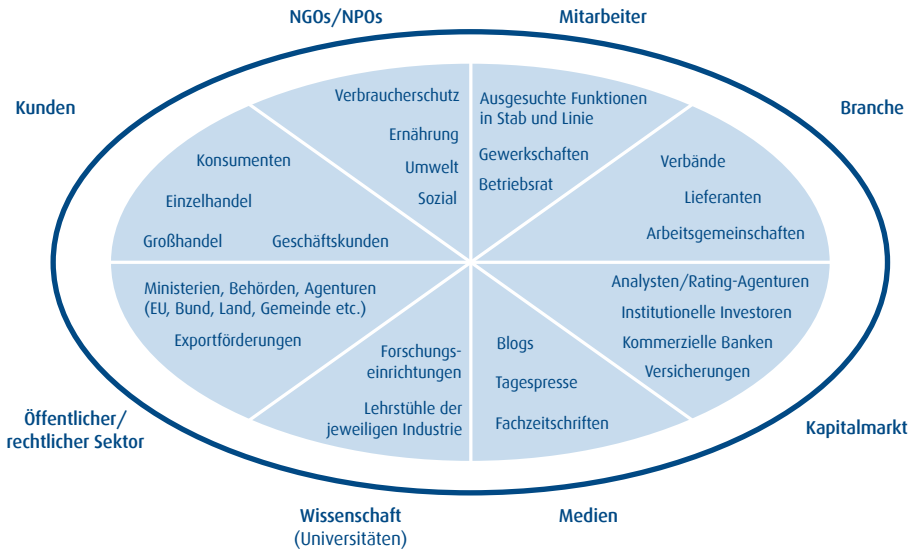 NGOs/NPOs
Mitarbeiter
Kunden
Branche
Verbraucherschutz
Ernährung
Umwelt
Sozial
Ausgesuchte Funktionen
in Stab und Linie
Gewerkschaften
Betriebsrat
Konsumenten
Einzelhandel
Großhandel
Geschäftskunden
Verbände
Lieferanten
Arbeitsgemeinschaften
Ministerien, Behörden, Agenturen
(EU, Bund, Land, Gemeinde etc.)
Exportförderungen
Forschungs-
einrichtungen
Lehrstühle der
jeweiligen Industrie
Blogs
Tagespresse
Fachzeitschriften
Analysten/Rating-Agenturen
Institutionelle Investoren
Kommerzielle Banken
Versicherungen
Öffentlicher/
rechtlicher Sektor
Kapitalmarkt
Wissenschaft
(Universitäten)
Medien